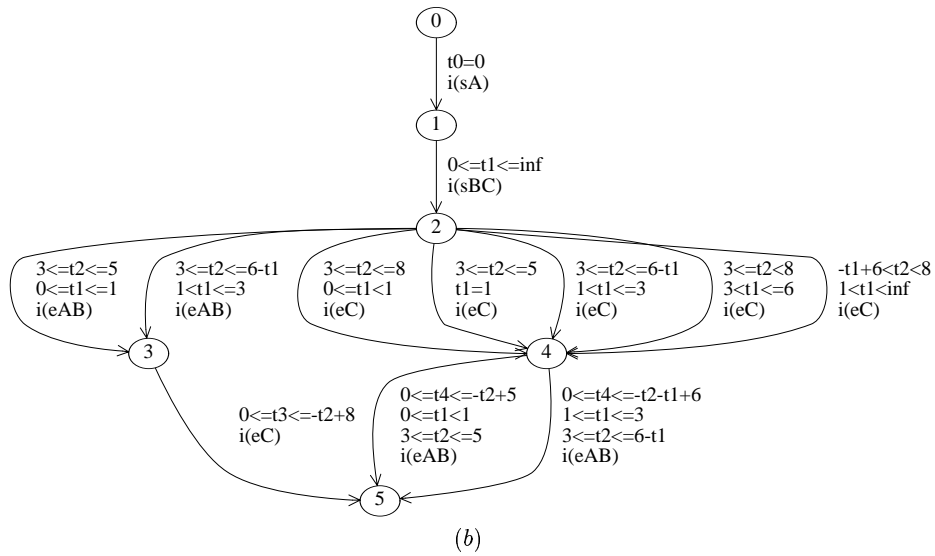 0
t0=0
i(sA)
1
0<=t1<=inf
i(sBC)
2
3<=t2<=5
0<=t1<=1
i(eAB)
3<=t2<=6-t1
1<t1<=3
i(eAB)
3<=t2<=8
0<=t1<1
i(eC)
3<=t2<=5
t1=1
i(eC)
3<=t2<=6-t1
1<t1<=3
i(eC)
3<=t2<8
3<t1<=6
i(eC)
-t1+6<t2<8
1<t1<inf
i(eC)
3
4
0<=t3<=-t2+8
i(eC)
0<=t4<=-t2+5
0<=t1<1
3<=t2<=5
i(eAB)
0<=t4<=-t2-t1+6
1<=t1<=3
3<=t2<=6-t1
i(eAB)
5
(b)